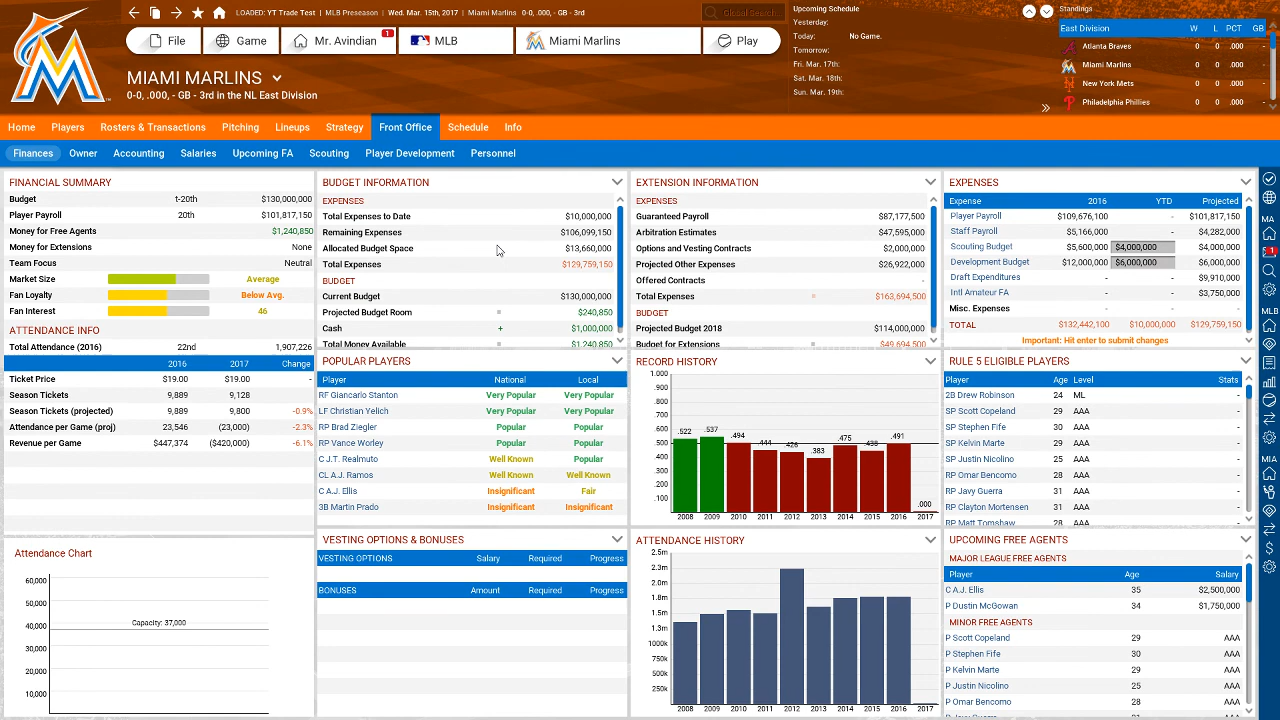 LOADED: YT Trade Test | MLB Preseason | Wed. Mar. 15th, 2017 | Miami Marlins 0-0, .000, - GB - 3rd
Global Search
File
Game
Mr. Avindian
1
MLB
Miami Marlins
Play
MIAMI MARLINS
0-0, .000, - GB - 3rd in the NL East Division
Upcoming Schedule
Yesterday:
Today: No Game.
Tomorrow:
Fri. Mar. 17th:
Sat. Mar. 18th:
Sun. Mar. 19th:
Standings
East Division W L PCT GB
Atlanta Braves 0 0 .000 -
Miami Marlins 0 0 .000 -
New York Mets 0 0 .000 -
Philadelphia Phillies 0 0 .000 -
Home Players Rosters & Transactions Pitching Lineups Strategy Front Office Schedule Info
Finances Owner Accounting Salaries Upcoming FA Scouting Player Development Personnel
FINANCIAL SUMMARY
Budget t-20th $130,000,000
Player Payroll 20th $101,817,150
Money for Free Agents $1,240,850
Money for Extensions None
Team Focus Neutral
Market Size Average
Fan Loyalty Below Avg.
Fan Interest 46
ATTENDANCE INFO
Total Attendance (2016) 22nd 1,907,226
2016 2017 Change
Ticket Price $19.00 $19.00 -
Season Tickets 9,889 9,128
Season Tickets (projected) 9,889 9,800 -0.9%
Attendance per Game (proj) 23,546 (23,000) -2.3%
Revenue per Game $447,374 ($420,000) -6.1%
Attendance Chart
60,000
50,000
40,000
Capacity: 37,000
30,000
20,000
10,000
BUDGET INFORMATION
EXPENSES
Total Expenses to Date $10,000,000
Remaining Expenses $106,099,150
Allocated Budget Space $13,660,000
Total Expenses $129,759,150
BUDGET
Current Budget $130,000,000
Projected Budget Room = $240,850
Cash + $1,000,000
Total Money Available = $1,240,850
POPULAR PLAYERS
Player National Local
RF Giancarlo Stanton Very Popular Very Popular
LF Christian Yelich Very Popular Very Popular
RP Brad Ziegler Popular Popular
RP Vance Worley Popular Popular
C J.T. Realmuto Well Known Popular
CL A.J. Ramos Well Known Well Known
C A.J. Ellis Insignificant Fair
3B Martin Prado Insignificant Insignificant
VESTING OPTIONS & BONUSES
VESTING OPTIONS Salary Required Progress
BONUSES Amount Required Progress
EXTENSION INFORMATION
EXPENSES
Guaranteed Payroll $87,177,500
Arbitration Estimates $47,595,000
Options and Vesting Contracts $2,000,000
Projected Other Expenses $26,922,000
Offered Contracts -
Total Expenses = $163,694,500
BUDGET
Projected Budget 2018 $114,000,000
Budget for Extensions = $49,694,500
RECORD HISTORY
1.000
.900
.800
.700
.600
.500
.400
.300
.200
.100
.522 .537 .494 .444 .426 .383 .475 .438 .491 .000
2008 2009 2010 2011 2012 2013 2014 2015 2016 2017
ATTENDANCE HISTORY
2.5m
2.3m
2.0m
1.8m
1.5m
1.3m
1.0m
750k
500k
250k
2008 2009 2010 2011 2012 2013 2014 2015 2016 2017
EXPENSES
Expense 2016 YTD Projected
Player Payroll $109,676,100 - $101,817,150
Staff Payroll $5,166,000 - $4,282,000
Scouting Budget $5,600,000 $4,000,000 $4,000,000
Development Budget $12,000,000 $6,000,000 $6,000,000
Draft Expenditures - $9,910,000
Intl Amateur FA - $3,750,000
Misc. Expenses - -
TOTAL $132,442,100 $10,000,000 $129,759,150
Important: Hit enter to submit changes
RULE 5 ELIGIBLE PLAYERS
Player Age Level Stats
2B Drew Robinson 24 ML -
SP Scott Copeland 29 AAA -
SP Stephen Fife 30 AAA -
SP Kelvin Marte 29 AAA -
SP Justin Nicolino 25 AAA -
RP Omar Bencomo 28 AAA -
RP Javy Guerra 31 AAA -
RP Clayton Mortensen 31 AAA -
RP Matt Tomshaw 28 AAA -
UPCOMING FREE AGENTS
MAJOR LEAGUE FREE AGENTS
Player Age Salary
C A.J. Ellis 35 $2,500,000
P Dustin McGowan 34 $1,750,000
MINOR FREE AGENTS
P Scott Copeland 29 AAA
P Stephen Fife 30 AAA
P Kelvin Marte 29 AAA
P Justin Nicolino 25 AAA
P Omar Bencomo 28 AAA
MA
1
MLB
MIA